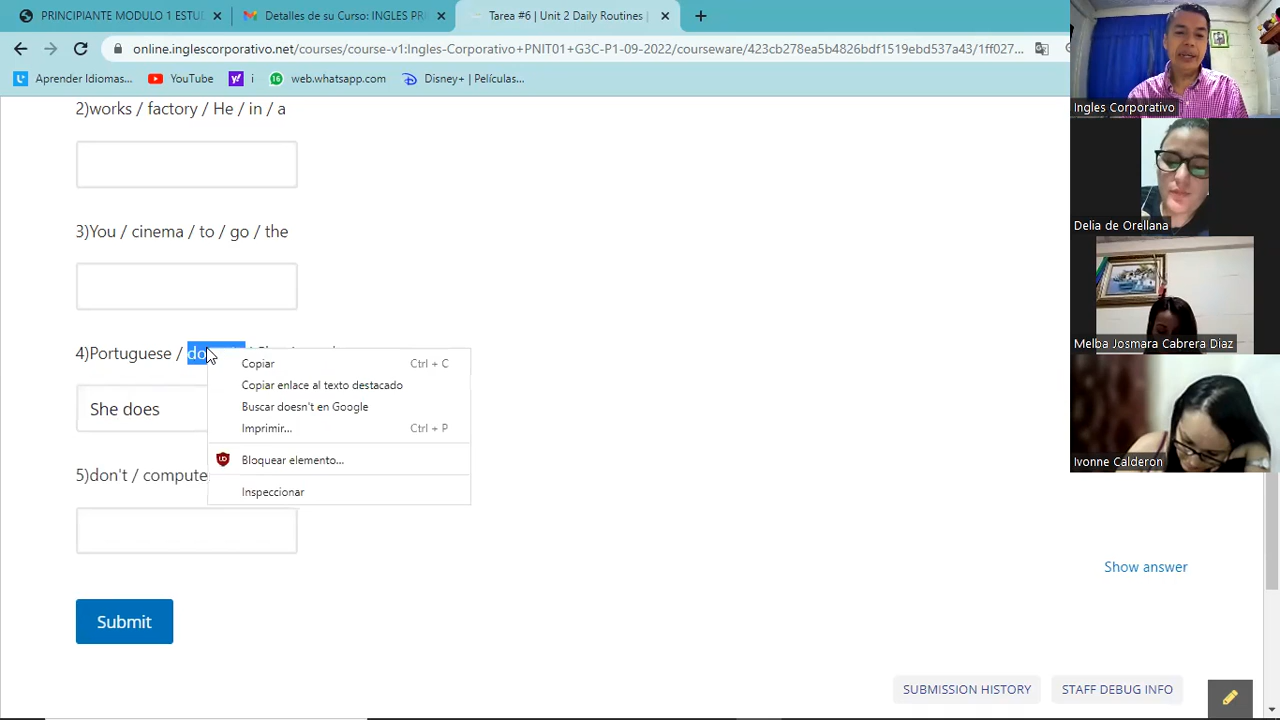 PRINCIPIANTE MODULO 1 ESTUD
Detalles de su Curso: INGLES PRI
Tarea #6 | Unit 2 Daily Routines |
online.inglescorporativo.net/courses/course-v1:Ingles-Corporativo+PNIT01+G3C-P1-09-2022/courseware/423cb278ea5b4826bdf1519ebd537a43/1ff027...
Aprender Idiomas...
YouTube
i
web.whatsapp.com
Disney+ | Películas...
2)works / factory / He / in / a
3)You / cinema / to / go / the
4)Portuguese /
She does
5)don't / compute
Copiar Ctrl + C
Copiar enlace al texto destacado
Buscar doesn't en Google
Imprimir... Ctrl + P
Bloquear elemento...
Inspeccionar
Show answer
Submit
SUBMISSION HISTORY
STAFF DEBUG INFO
Ingles Corporativo
Delia de Orellana
Melba Josmara Cabrera Diaz
Ivonne Calderon